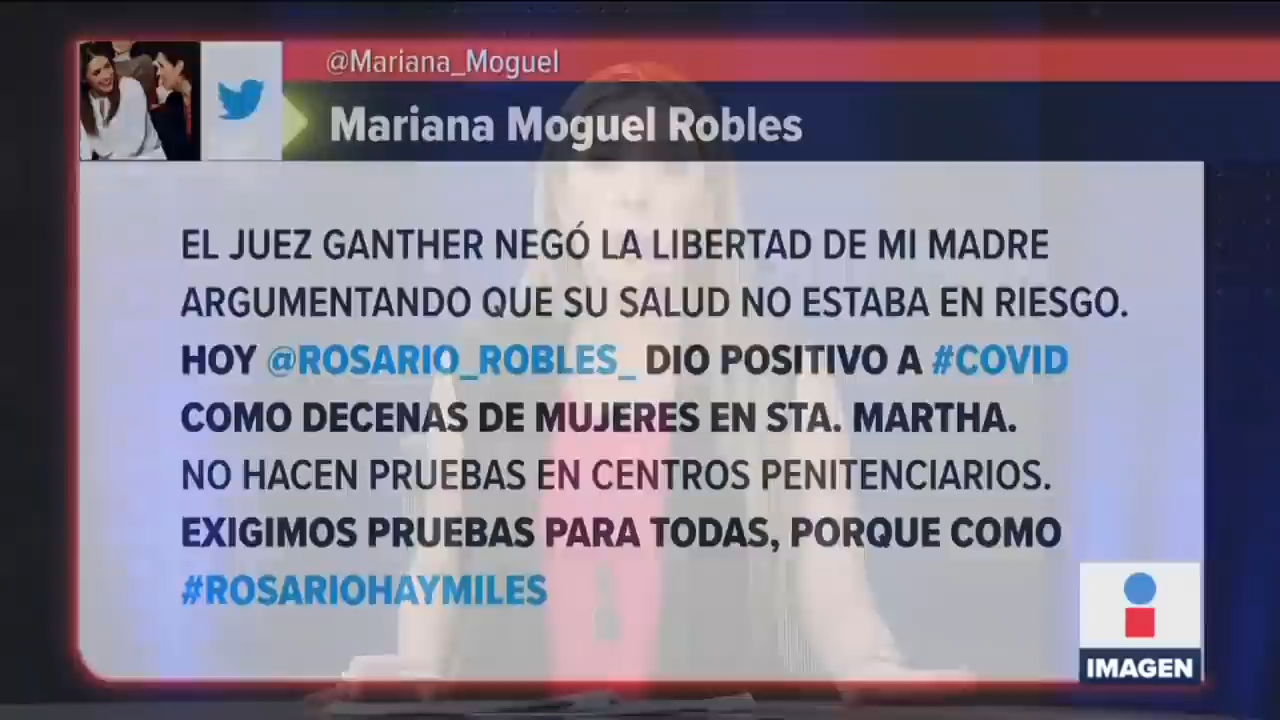 @Mariana_Moguel
Mariana Moguel Robles
EL JUEZ GANTHER NEGÓ LA LIBERTAD DE MI MADRE
ARGUMENTANDO QUE SU SALUD NO ESTABA EN RIESGO.
HOY @ROSARIO_ROBLES_ DIO POSITIVO A #COVID
COMO DECENAS DE MUJERES EN STA. MARTHA.
NO HACEN PRUEBAS EN CENTROS PENITENCIARIOS.
EXIGIMOS PRUEBAS PARA TODAS, PORQUE COMO
#ROSARIOHAYMILES
IMAGEN